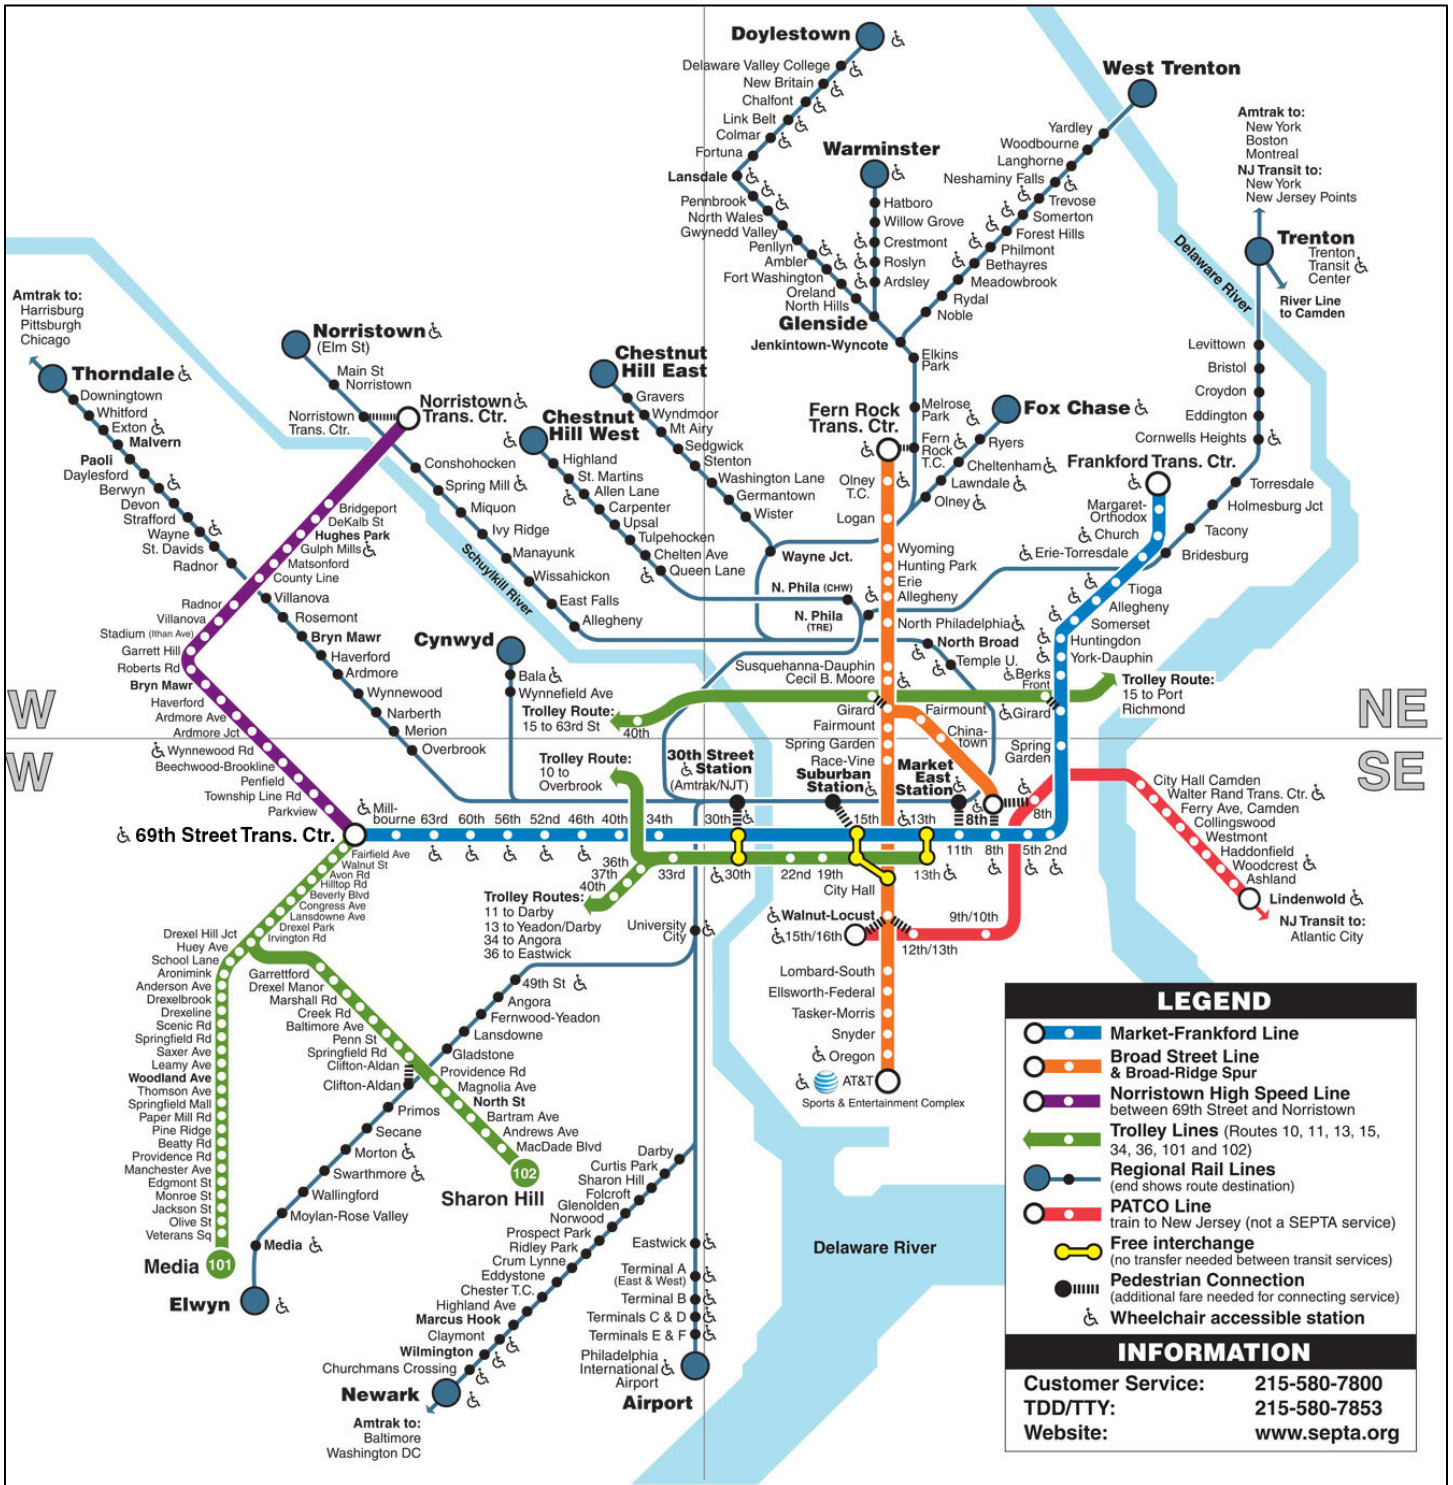 Doylestown
Delaware Valley College
New Britain
Chalfont
Link Belt
Colmar
Fortuna
Lansdale
Pennbrook
North Wales
Gwynedd Valley
Penllyn
Ambler
Fort Washington
Oreland
North Hills
Glenside
Jenkintown-Wyncote
Warminster
Hatboro
Willow Grove
Crestmont
Roslyn
Ardsley
West Trenton
Yardley
Woodbourne
Langhorne
Neshaminy Falls
Trevose
Somerton
Forest Hills
Philmont
Bethayres
Meadowbrook
Rydal
Noble
Elkins
Park
Melrose
Park
Fern
Rock
T.C.
Amtrak to:
New York
Boston
Montreal
NJ Transit to:
New York
New Jersey Points
Trenton
Trenton
Transit
Center
River Line
to Camden
Delaware River
Levittown
Bristol
Croydon
Eddington
Cornwells Heights
Torresdale
Holmesburg Jct
Tacony
Bridesburg
Amtrak to:
Harrisburg
Pittsburgh
Chicago
Thorndale
Downingtown
Whitford
Exton
Malvern
Paoli
Daylesford
Berwyn
Devon
Strafford
Wayne
St. Davids
Radnor
Villanova
Rosemont
Bryn Mawr
Haverford
Ardmore
Wynnewood
Narberth
Merion
Overbrook
Norristown
(Elm St)
Main St
Norristown
Norristown
Trans. Ctr.
Norristown
Trans. Ctr.
Conshohocken
Spring Mill
Miquon
Ivy Ridge
Manayunk
Wissahickon
East Falls
Allegheny
Schuylkill River
Bridgeport
DeKalb St
Hughes Park
Gulph Mills
Matsonford
County Line
Radnor
Villanova
Stadium (Ithan Ave)
Garrett Hill
Roberts Rd
Bryn Mawr
Haverford
Ardmore Ave
Ardmore Jct
Wynnewood Rd
Beechwood-Brookline
Penfield
Township Line Rd
Parkview
Chestnut
Hill East
Gravers
Wyndmoor
Mt Airy
Sedgwick
Stenton
Washington Lane
Germantown
Wister
Wayne Jct.
Chestnut
Hill West
Highland
St. Martins
Allen Lane
Carpenter
Upsal
Tulpehocken
Chelten Ave
Queen Lane
N. Phila (CHW)
N. Phila
(TRE)
North Broad
Temple U.
Cynwyd
Bala
Wynnefield Ave
Fox Chase
Ryers
Cheltenham
Lawndale
Olney
Fern Rock
Trans. Ctr.
Olney
T.C.
Logan
Wyoming
Hunting Park
Erie
Allegheny
North Philadelphia
Susquehanna-Dauphin
Cecil B. Moore
Girard
Fairmount
Spring Garden
Race-Vine
Fairmount
China-
town
Frankford Trans. Ctr.
Margaret-
Orthodox
Church
Erie-Torresdale
Tioga
Allegheny
Somerset
Huntingdon
York-Dauphin
Berks
Front
Girard
Spring
Garden
Trolley Route:
15 to Port
Richmond
Trolley Route:
15 to 63rd St
40th
Trolley Route:
10 to
Overbrook
W
NE
W
SE
30th Street
Station
(Amtrak/NJT)
Suburban
Station
Market
East
Station
8th
8th
69th Street Trans. Ctr.
Mill-
bourne
63rd
60th
56th
52nd
46th
40th
34th
30th
15th
13th
11th
8th
5th
2nd
36th
37th
40th
33rd
30th
22nd
19th
13th
City Hall
Trolley Routes:
11 to Darby
13 to Yeadon/Darby
34 to Angora
36 to Eastwick
University
City
Walnut-Locust
15th/16th
9th/10th
12th/13th
Lombard-South
Ellsworth-Federal
Tasker-Morris
Snyder
Oregon
AT&T
Sports & Entertainment Complex
City Hall Camden
Walter Rand Trans. Ctr.
Ferry Ave, Camden
Collingswood
Westmont
Haddonfield
Woodcrest
Ashland
Lindenwold
NJ Transit to:
Atlantic City
Fairfield Ave
Walnut St
Avon Rd
Hilltop Rd
Beverly Blvd
Congress Ave
Lansdowne Ave
Drexel Park
Irvington Rd
Drexel Hill Jct
Huey Ave
School Lane
Aronimink
Anderson Ave
Drexelbrook
Drexeline
Scenic Rd
Springfield Rd
Saxer Ave
Leamy Ave
Woodland Ave
Thomson Ave
Springfield Mall
Paper Mill Rd
Pine Ridge
Beatty Rd
Providence Rd
Manchester Ave
Edgmont St
Monroe St
Jackson St
Olive St
Veterans Sq
Media 101
Garrettford
Drexel Manor
Marshall Rd
Creek Rd
Baltimore Ave
Penn St
Springfield Rd
Clifton-Aldan
Providence Rd
Magnolia Ave
North St
Bartram Ave
Andrews Ave
MacDade Blvd
102
Sharon Hill
49th St
Angora
Fernwood-Yeadon
Lansdowne
Gladstone
Clifton-Aldan
Primos
Secane
Morton
Swarthmore
Wallingford
Moylan-Rose Valley
Media
Elwyn
Darby
Curtis Park
Sharon Hill
Folcroft
Glenolden
Norwood
Prospect Park
Ridley Park
Crum Lynne
Eddystone
Chester T.C.
Highland Ave
Marcus Hook
Claymont
Wilmington
Churchmans Crossing
Newark
Amtrak to:
Baltimore
Washington DC
Eastwick
Terminal A
(East & West)
Terminal B
Terminals C & D
Terminals E & F
Philadelphia
International
Airport
Airport
Delaware River
LEGEND
Market-Frankford Line
Broad Street Line
& Broad-Ridge Spur
Norristown High Speed Line
between 69th Street and Norristown
Trolley Lines (Routes 10, 11, 13, 15,
34, 36, 101 and 102)
Regional Rail Lines
(end shows route destination)
PATCO Line
train to New Jersey (not a SEPTA service)
Free interchange
(no transfer needed between transit services)
Pedestrian Connection
(additional fare needed for connecting service)
Wheelchair accessible station
INFORMATION
Customer Service: 215-580-7800
TDD/TTY: 215-580-7853
Website: www.septa.org